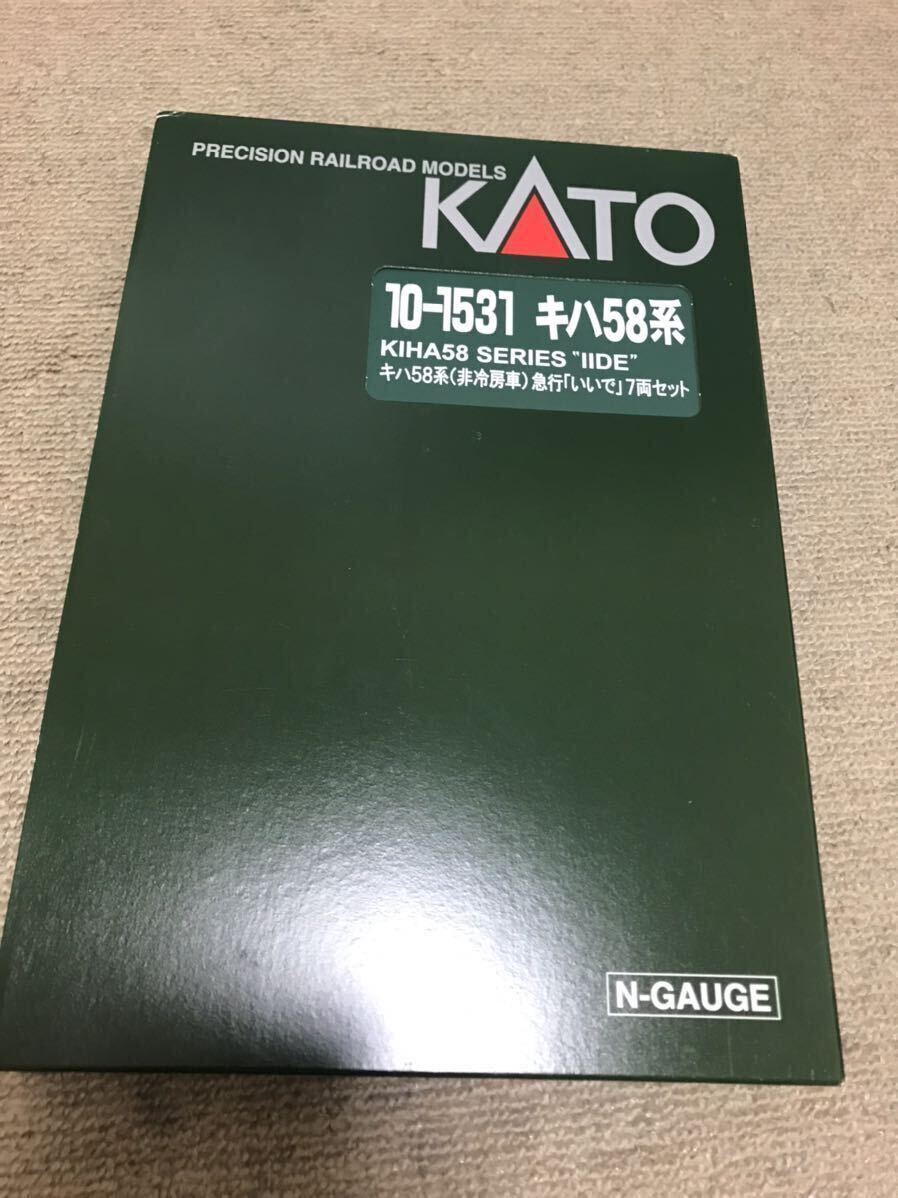 PRECISION RAILROAD MODELS
KATO
10-1531 キハ58系
KIHA58 SERIES "IIDE"
キハ58系(非冷房車)急行「いいで」7両セット
N-GAUGE